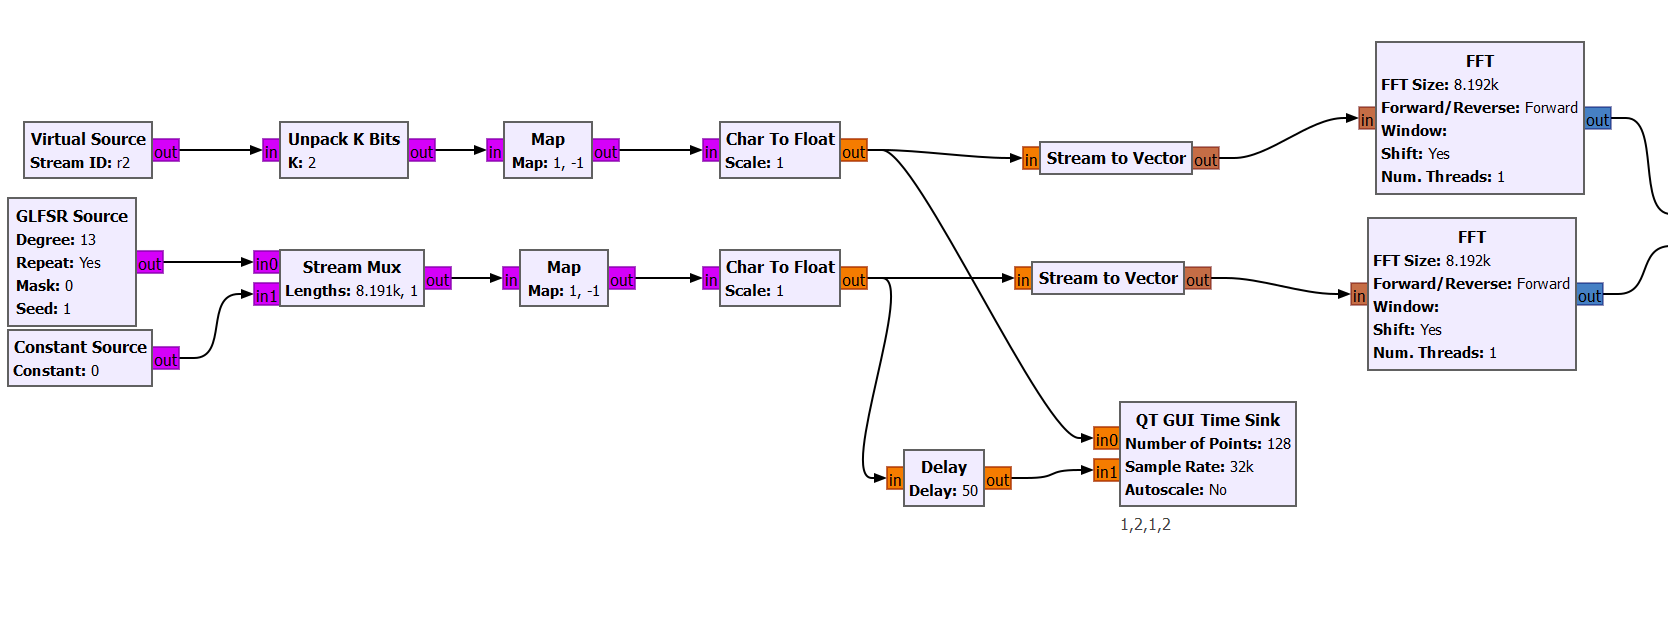 Virtual Source
Stream ID: r2
out
in
Unpack K Bits
K: 2
out
in
Map
Map: 1, -1
out
in
Char To Float
Scale: 1
out
in
Stream to Vector
out
in
FFT
FFT Size: 8.192k
Forward/Reverse: Forward
Window:
Shift: Yes
Num. Threads: 1
out
GLFSR Source
Degree: 13
Repeat: Yes
Mask: 0
Seed: 1
out
Constant Source
Constant: 0
out
in0
in1
Stream Mux
Lengths: 8.191k, 1
out
in
Map
Map: 1, -1
out
in
Char To Float
Scale: 1
out
in
Stream to Vector
out
in
FFT
FFT Size: 8.192k
Forward/Reverse: Forward
Window:
Shift: Yes
Num. Threads: 1
out
in
Delay
Delay: 50
out
in0
in1
QT GUI Time Sink
Number of Points: 128
Sample Rate: 32k
Autoscale: No
1,2,1,2